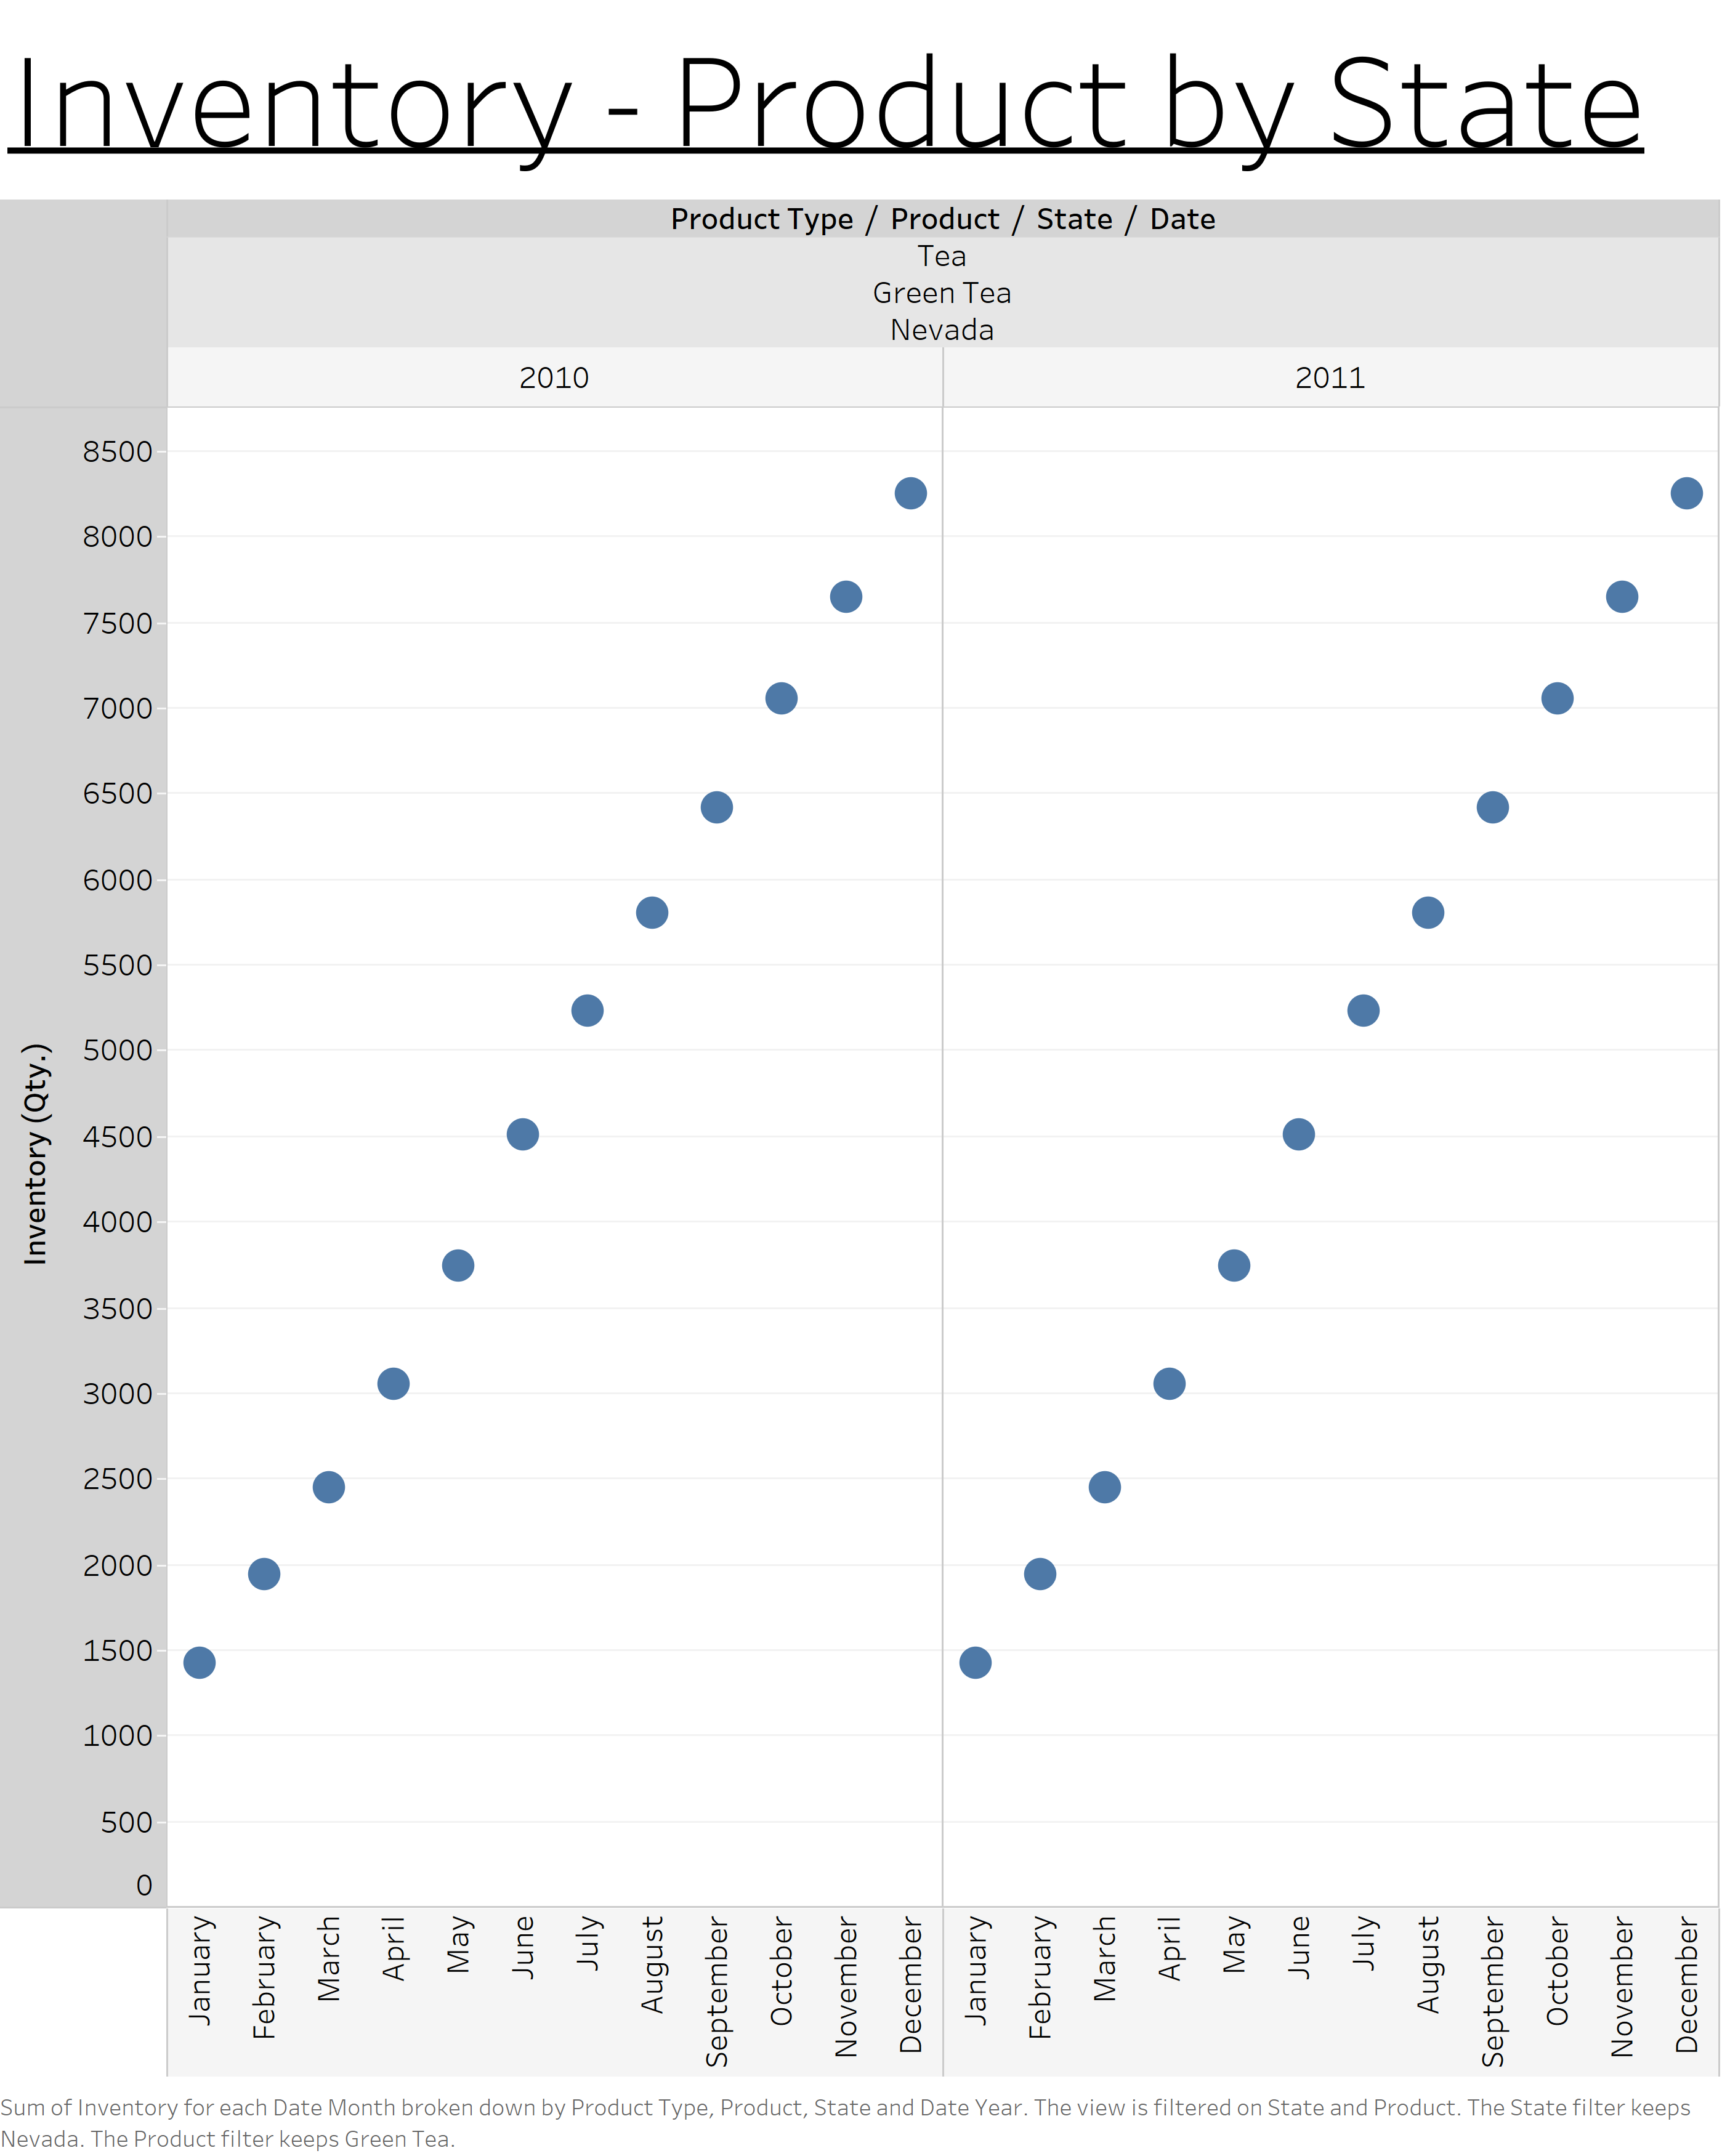 Inventory - Product by State
Product Type / Product / State / Date
Tea
Green Tea
Nevada
2010
2011
8500
8000
7500
7000
6500
6000
5500
5000
4500
4000
3500
3000
2500
2000
1500
1000
500
0
Inventory (Qty.)
January
February
March
April
May
June
July
August
September
October
November
December
January
February
March
April
May
June
July
August
September
October
November
December
Sum of Inventory for each Date Month broken down by Product Type, Product, State and Date Year. The view is filtered on State and Product. The State filter keeps
Nevada. The Product filter keeps Green Tea.